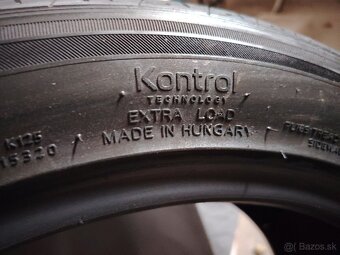 Kontrol
TECHNOLOGY
EXTRA LOAD
MADE IN HUNGARY
K125
Bazos.sk